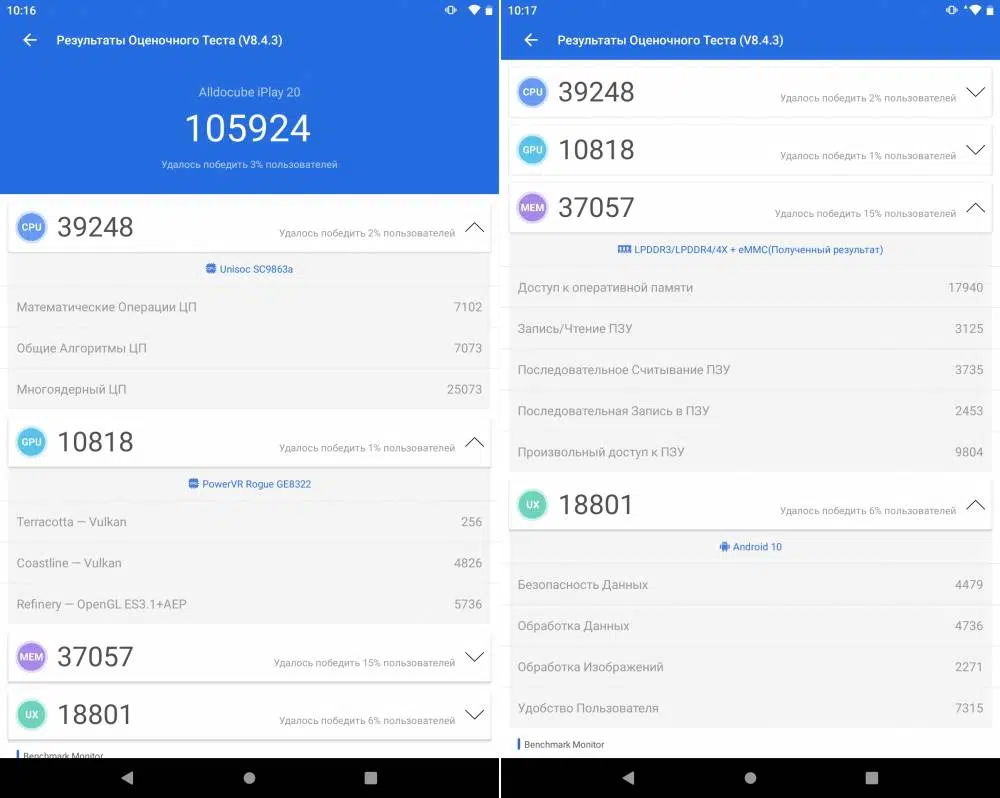 10:16
Результаты Оценочного Теста (V8.4.3)
Alldocube iPlay 20
105924
Удалось победить 3% пользователей
CPU 39248 Удалось победить 2% пользователей
Unisoc SC9863a
Математические Операции ЦП 7102
Общие Алгоритмы ЦП 7073
Многоядерный ЦП 25073
GPU 10818 Удалось победить 1% пользователей
PowerVR Rogue GE8322
Terracotta — Vulkan 256
Coastline — Vulkan 4826
Refinery — OpenGL ES3.1+AEP 5736
MEM 37057 Удалось победить 15% пользователей
UX 18801 Удалось победить 6% пользователей
Benchmark Monitor
10:17
Результаты Оценочного Теста (V8.4.3)
CPU 39248 Удалось победить 2% пользователей
GPU 10818 Удалось победить 1% пользователей
MEM 37057 Удалось победить 15% пользователей
LPDDR3/LPDDR4/4X + eMMC(Полученный результат)
Доступ к оперативной памяти 17940
Запись/Чтение ПЗУ 3125
Последовательное Считывание ПЗУ 3735
Последовательная Запись в ПЗУ 2453
Произвольный доступ к ПЗУ 9804
UX 18801 Удалось победить 6% пользователей
Android 10
Безопасность Данных 4479
Обработка Данных 4736
Обработка Изображений 2271
Удобство Пользователя 7315
Benchmark Monitor